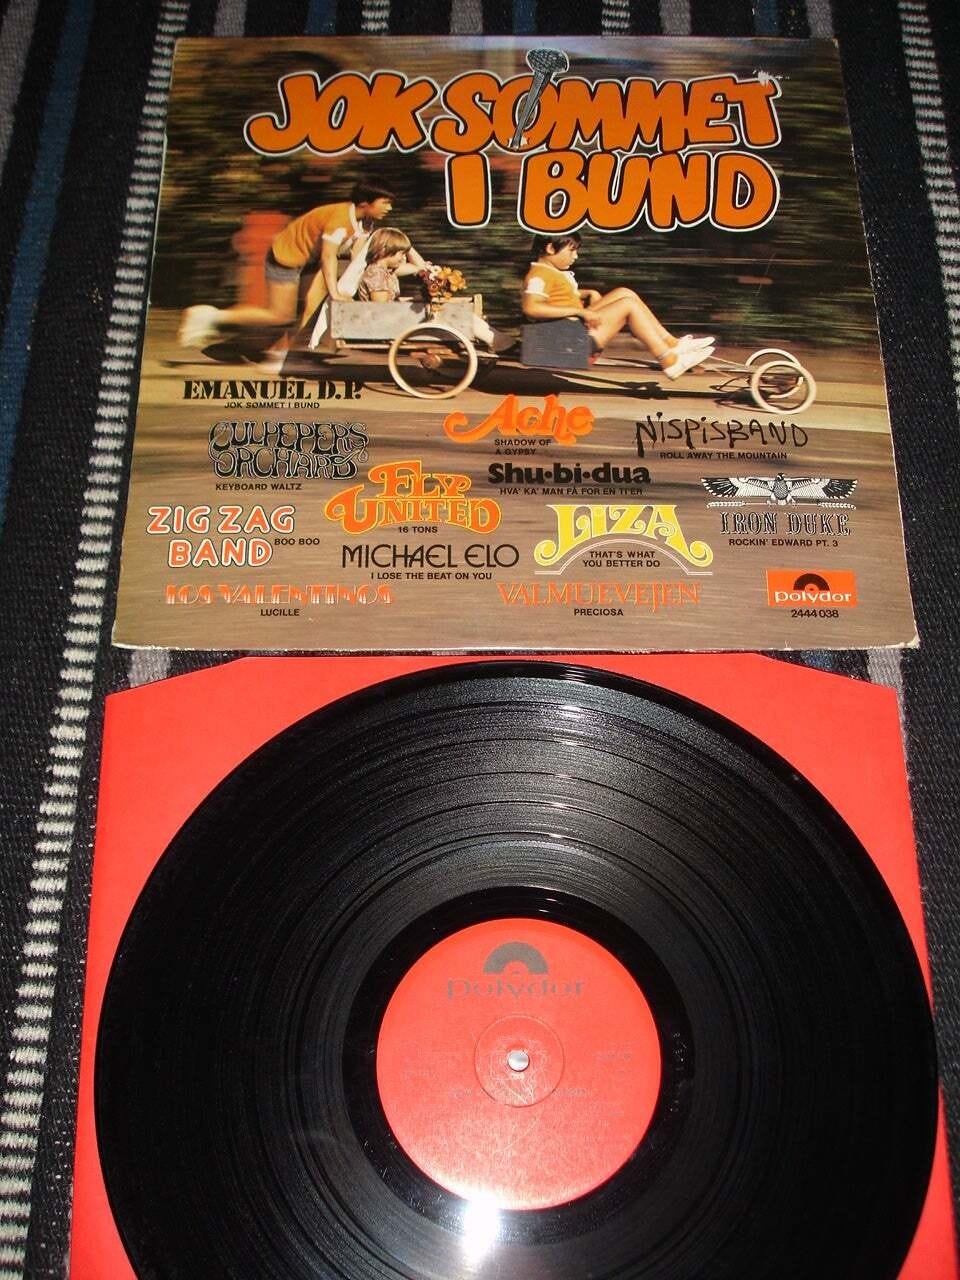 JOK SØMMET
I BUND
EMANUEL D.P.
JOK SØMMET I BUND
Ache
SHADOW OF
A GYPSY
NISPISBAND
ROLL AWAY THE MOUNTAIN
CULPEPER'S
ORCHARD
KEYBOARD WALTZ
FLY
UNITED
16 TONS
Shu·bi·dua
HVA' KA' MAN FÅ FOR EN TI'ER
IRON DUKE
ROCKIN' EDWARD PT. 3
ZIG ZAG
BAND
BOO BOO
MICHAEL ELO
I LOSE THE BEAT ON YOU
LIZA
THAT'S WHAT
YOU BETTER DO
LOS VALENTINOS
LUCILLE
VALMUEVEJEN
PRECIOSA
polydor
2444 038
polydor